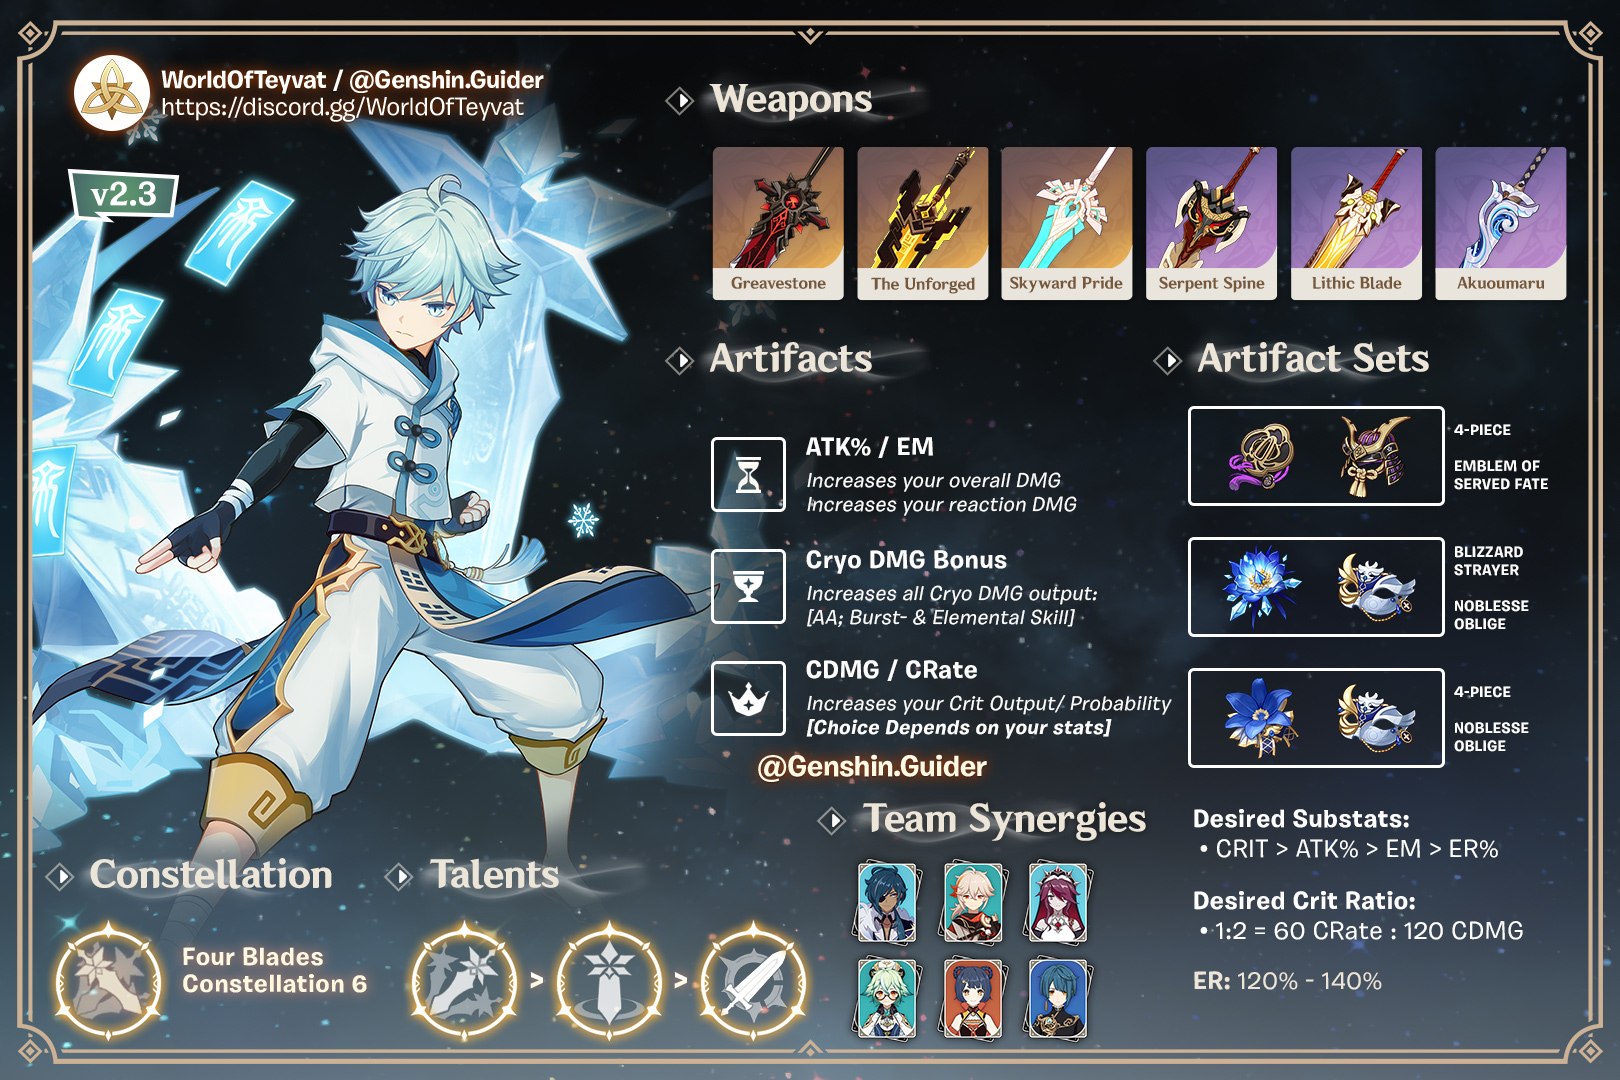 WorldOfTeyvat / @Genshin.Guider
https://discord.gg/WorldOfTeyvat
v2.3
Weapons
Greavestone
The Unforged
Skyward Pride
Serpent Spine
Lithic Blade
Akuoumaru
Artifacts
ATK% / EM
Increases your overall DMG
Increases your reaction DMG
Cryo DMG Bonus
Increases all Cryo DMG output:
[AA; Burst- & Elemental Skill]
CDMG / CRate
Increases your Crit Output/ Probability
[Choice Depends on your stats]
@Genshin.Guider
Artifact Sets
4-PIECE
EMBLEM OF
SERVED FATE
BLIZZARD
STRAYER
NOBLESSE
OBLIGE
4-PIECE
NOBLESSE
OBLIGE
Constellation
Four Blades
Constellation 6
Talents
> >
Team Synergies
Desired Substats:
• CRIT > ATK% > EM > ER%
Desired Crit Ratio:
• 1:2 = 60 CRate : 120 CDMG
ER: 120% - 140%